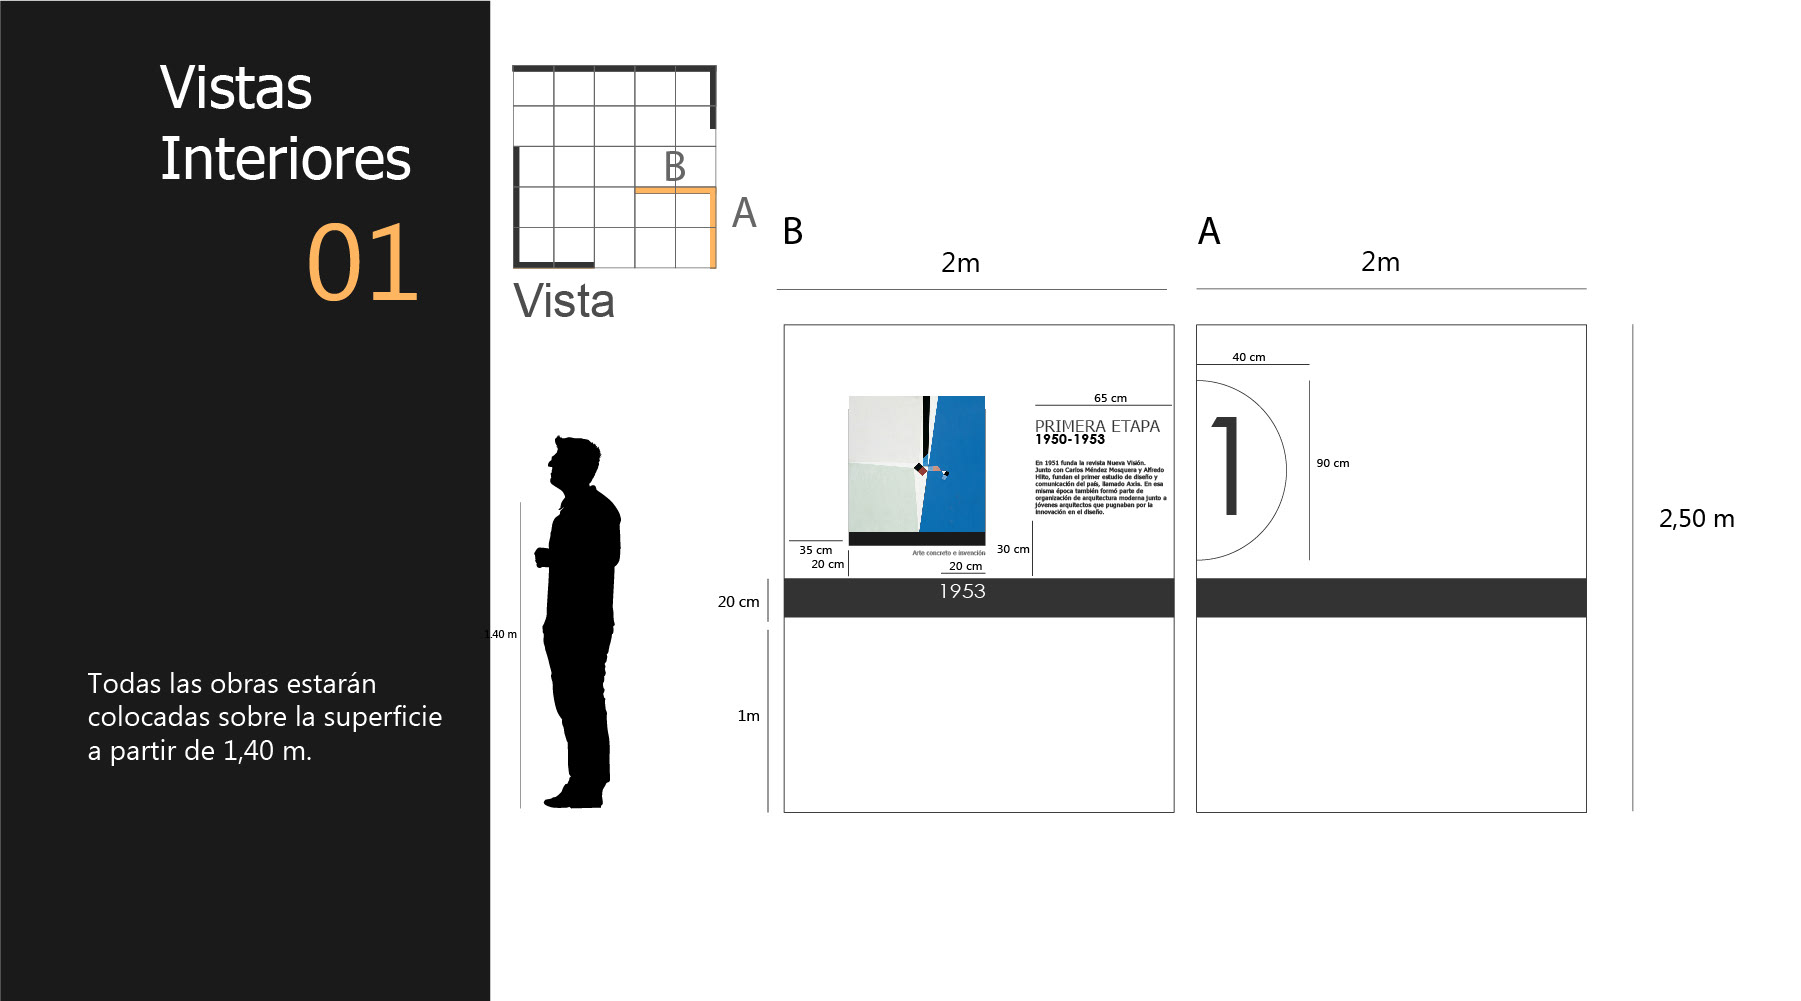 Vistas
Interiores
01
Todas las obras estarán
colocadas sobre la superficie
a partir de 1,40 m.
B
A
Vista
1.40 m
B
2m
65 cm
PRIMERA ETAPA
1950-1953
En 1951 funda la revista Nueva Visión.
Junto con Carlos Méndez Mosquera y Alfredo
Hlito, fundan el primer estudio de diseño y
comunicación del país, llamado Axis. En esa
misma época también formó parte de
organización de arquitectura moderna junto a
jóvenes arquitectos que pugnaban por la
innovación en el diseño.
35 cm
20 cm
Arte concreto e invención
30 cm
20 cm
1953
20 cm
1m
A
2m
40 cm
1
90 cm
2,50 m